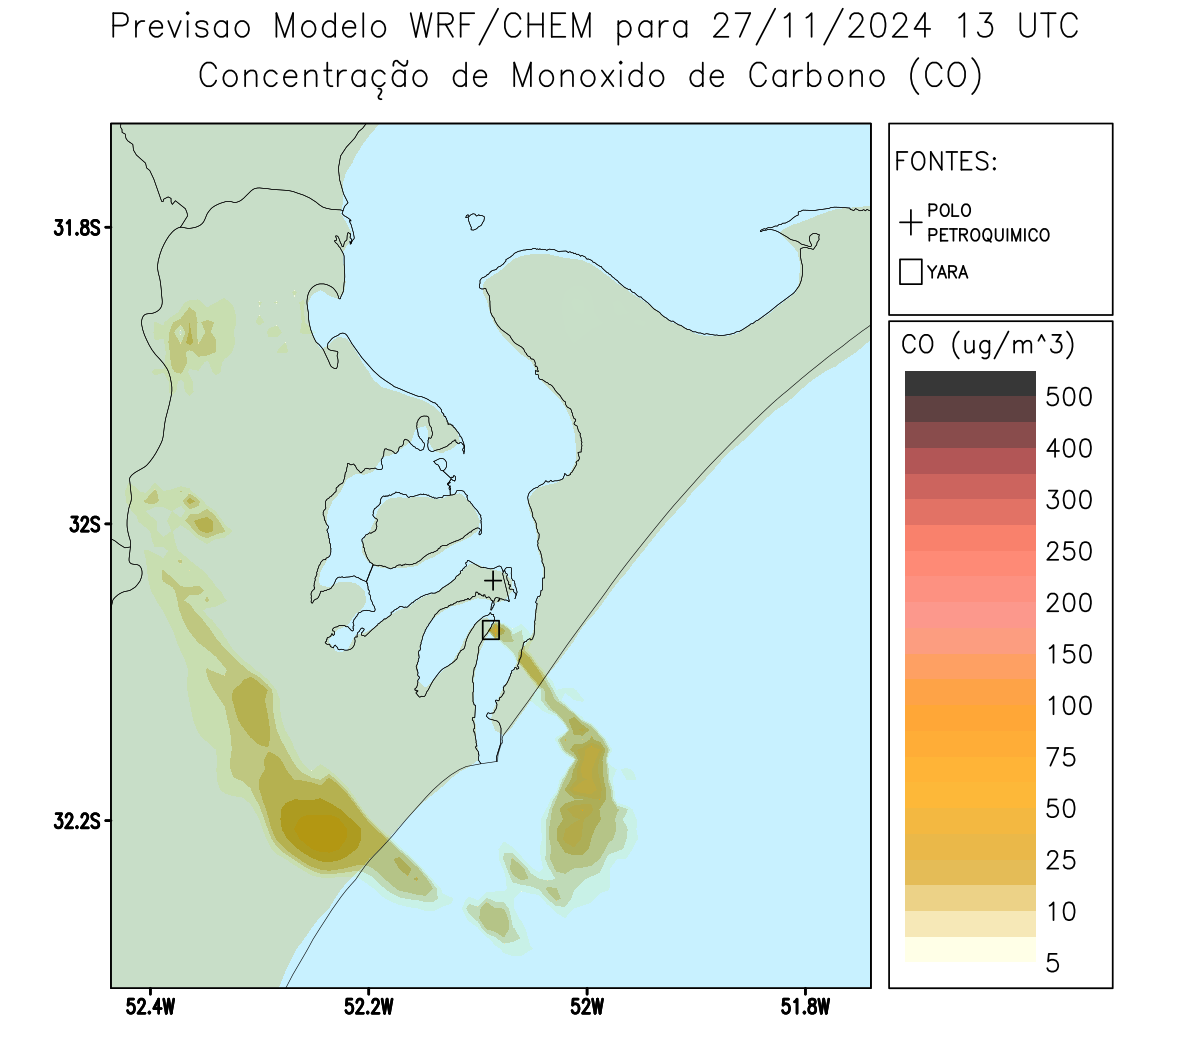 Previsao Modelo WRF/CHEM para 27/11/2024 13 UTC
Concentração de Monoxido de Carbono (CO)
FONTES:
POLO
PETROQUIMICO
YARA
CO (ug/m^3)
500
400
300
250
200
150
100
75
50
25
10
5
31.8S
32S
32.2S
52.4W
52.2W
52W
51.8W